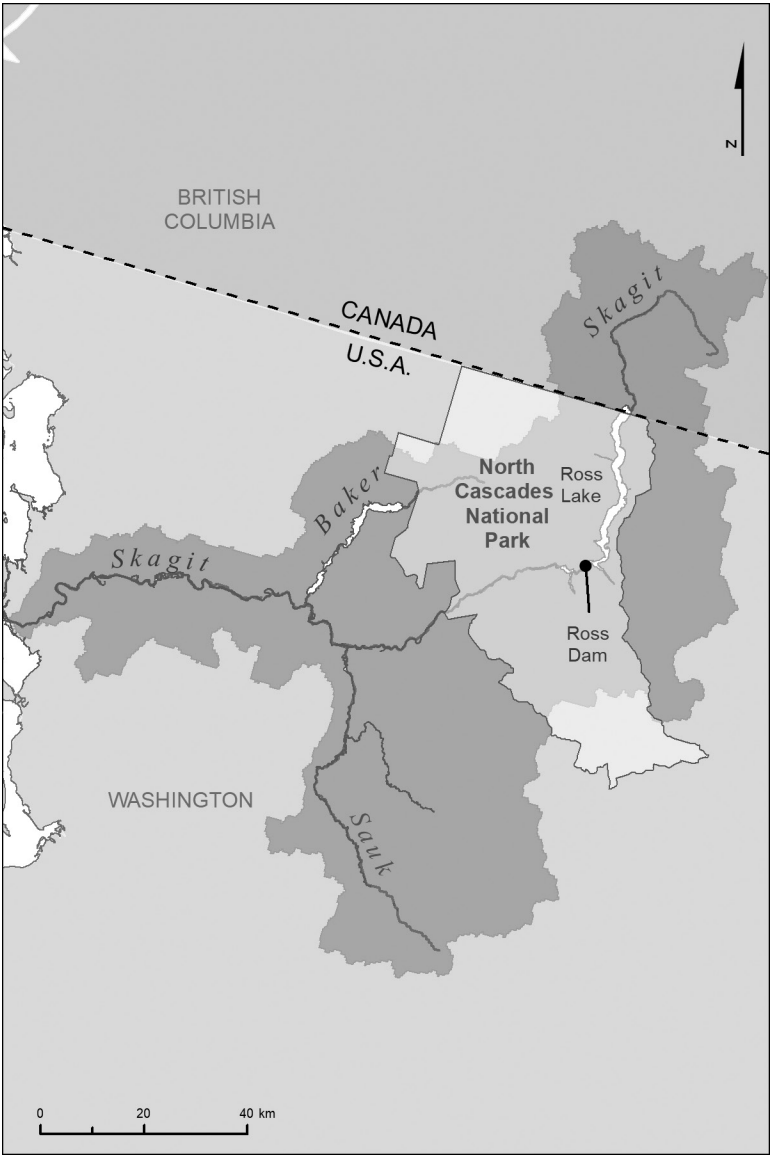 N
BRITISH
COLUMBIA
Skagit
CANADA
U.S.A.
North
Cascades
National
Park
Ross
Lake
Baker
Skagit
Ross
Dam
WASHINGTON
Sauk
0 20 40 km